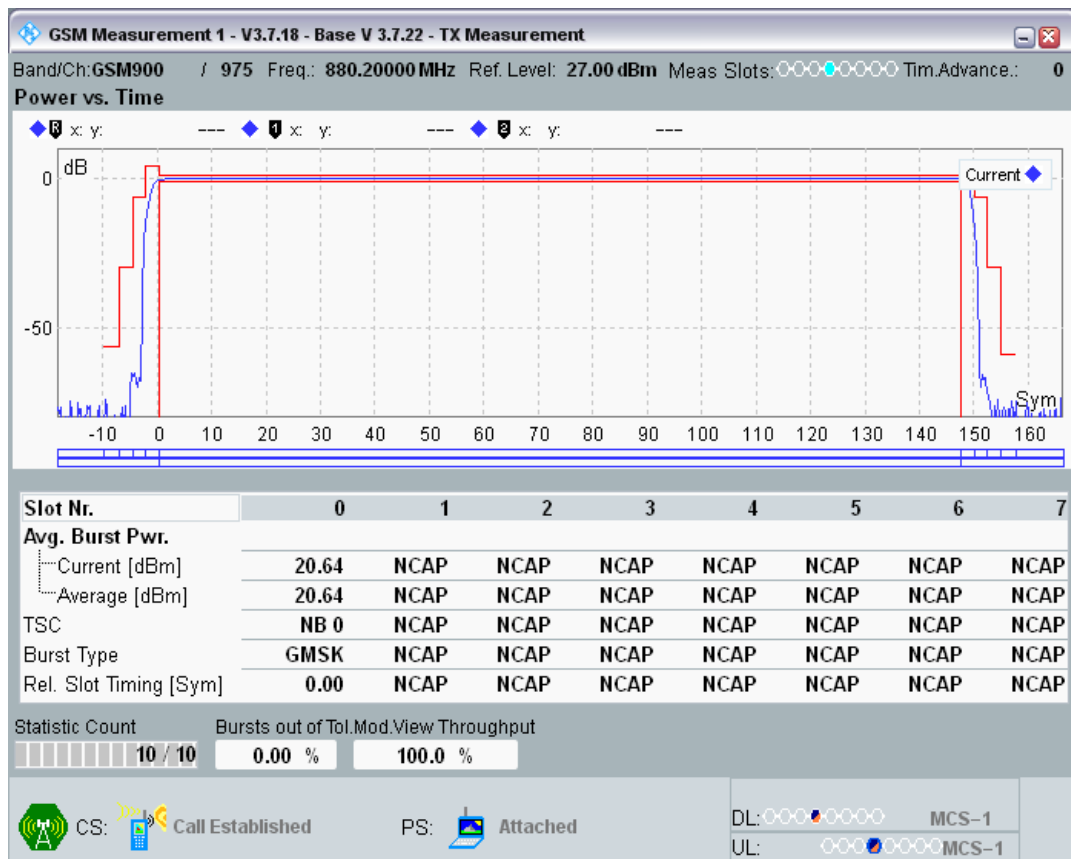 GSM Measurement 1 - V3.7.18 - Base V 3.7.22 - TX Measurement
Band/Ch:GSM900 / 975 Freq.: 880.20000 MHz Ref. Level: 27.00 dBm Meas Slots: Tim.Advance.: 0
Power vs. Time
R x: y: --- 1 x: y: --- 2 x: y: ---
dB
Current
0
-50
Sym
-10 0 10 20 30 40 50 60 70 80 90 100 110 120 130 140 150 160
Slot Nr. 0 1 2 3 4 5 6 7
Avg. Burst Pwr.
Current [dBm] 20.64 NCAP NCAP NCAP NCAP NCAP NCAP NCAP
Average [dBm] 20.64 NCAP NCAP NCAP NCAP NCAP NCAP NCAP
TSC NB 0 NCAP NCAP NCAP NCAP NCAP NCAP NCAP
Burst Type GMSK NCAP NCAP NCAP NCAP NCAP NCAP NCAP
Rel. Slot Timing [Sym] 0.00 NCAP NCAP NCAP NCAP NCAP NCAP NCAP
Statistic Count Bursts out of Tol.Mod.View Throughput
10 / 10 0.00 % 100.0 %
CS: Call Established PS: Attached
DL: MCS-1
UL: MCS-1